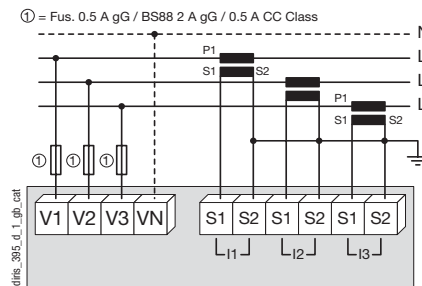 ① = Fus. 0.5 A gG / BS88 2 A gG / 0.5 A CC Class
N
P1
L
S1 S2
L
P1
L
S1 S2
① ① ①
V1 V2 V3 VN S1 S2 S1 S2 S1 S2
I1 I2 I3
diris_395_d_1_gb_cat